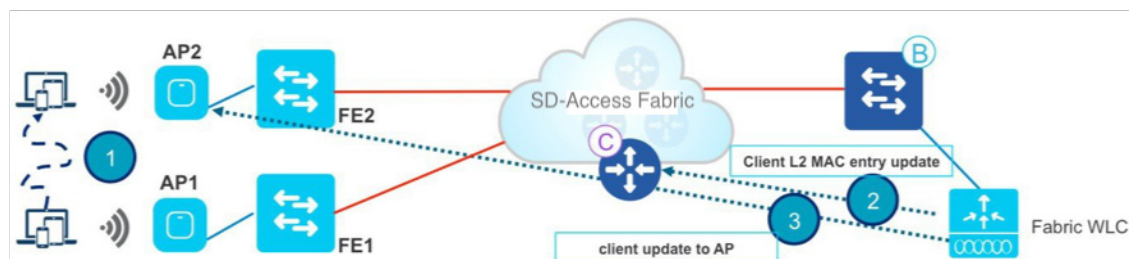 AP2
FE2
1
AP1
FE1
SD-Access Fabric
C
B
Client L2 MAC entry update
2
3
client update to AP
Fabric WLC